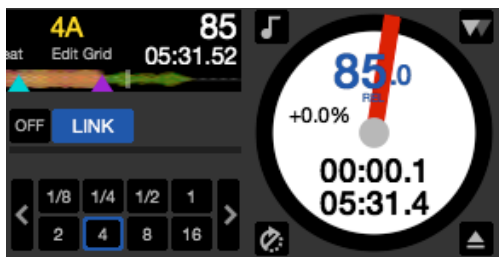 4A 85
eat Edit Grid 05:31.52
OFF LINK
1/8 1/4 1/2 1
2 4 8 16
85.0
+0.0%
00:00.1
05:31.4